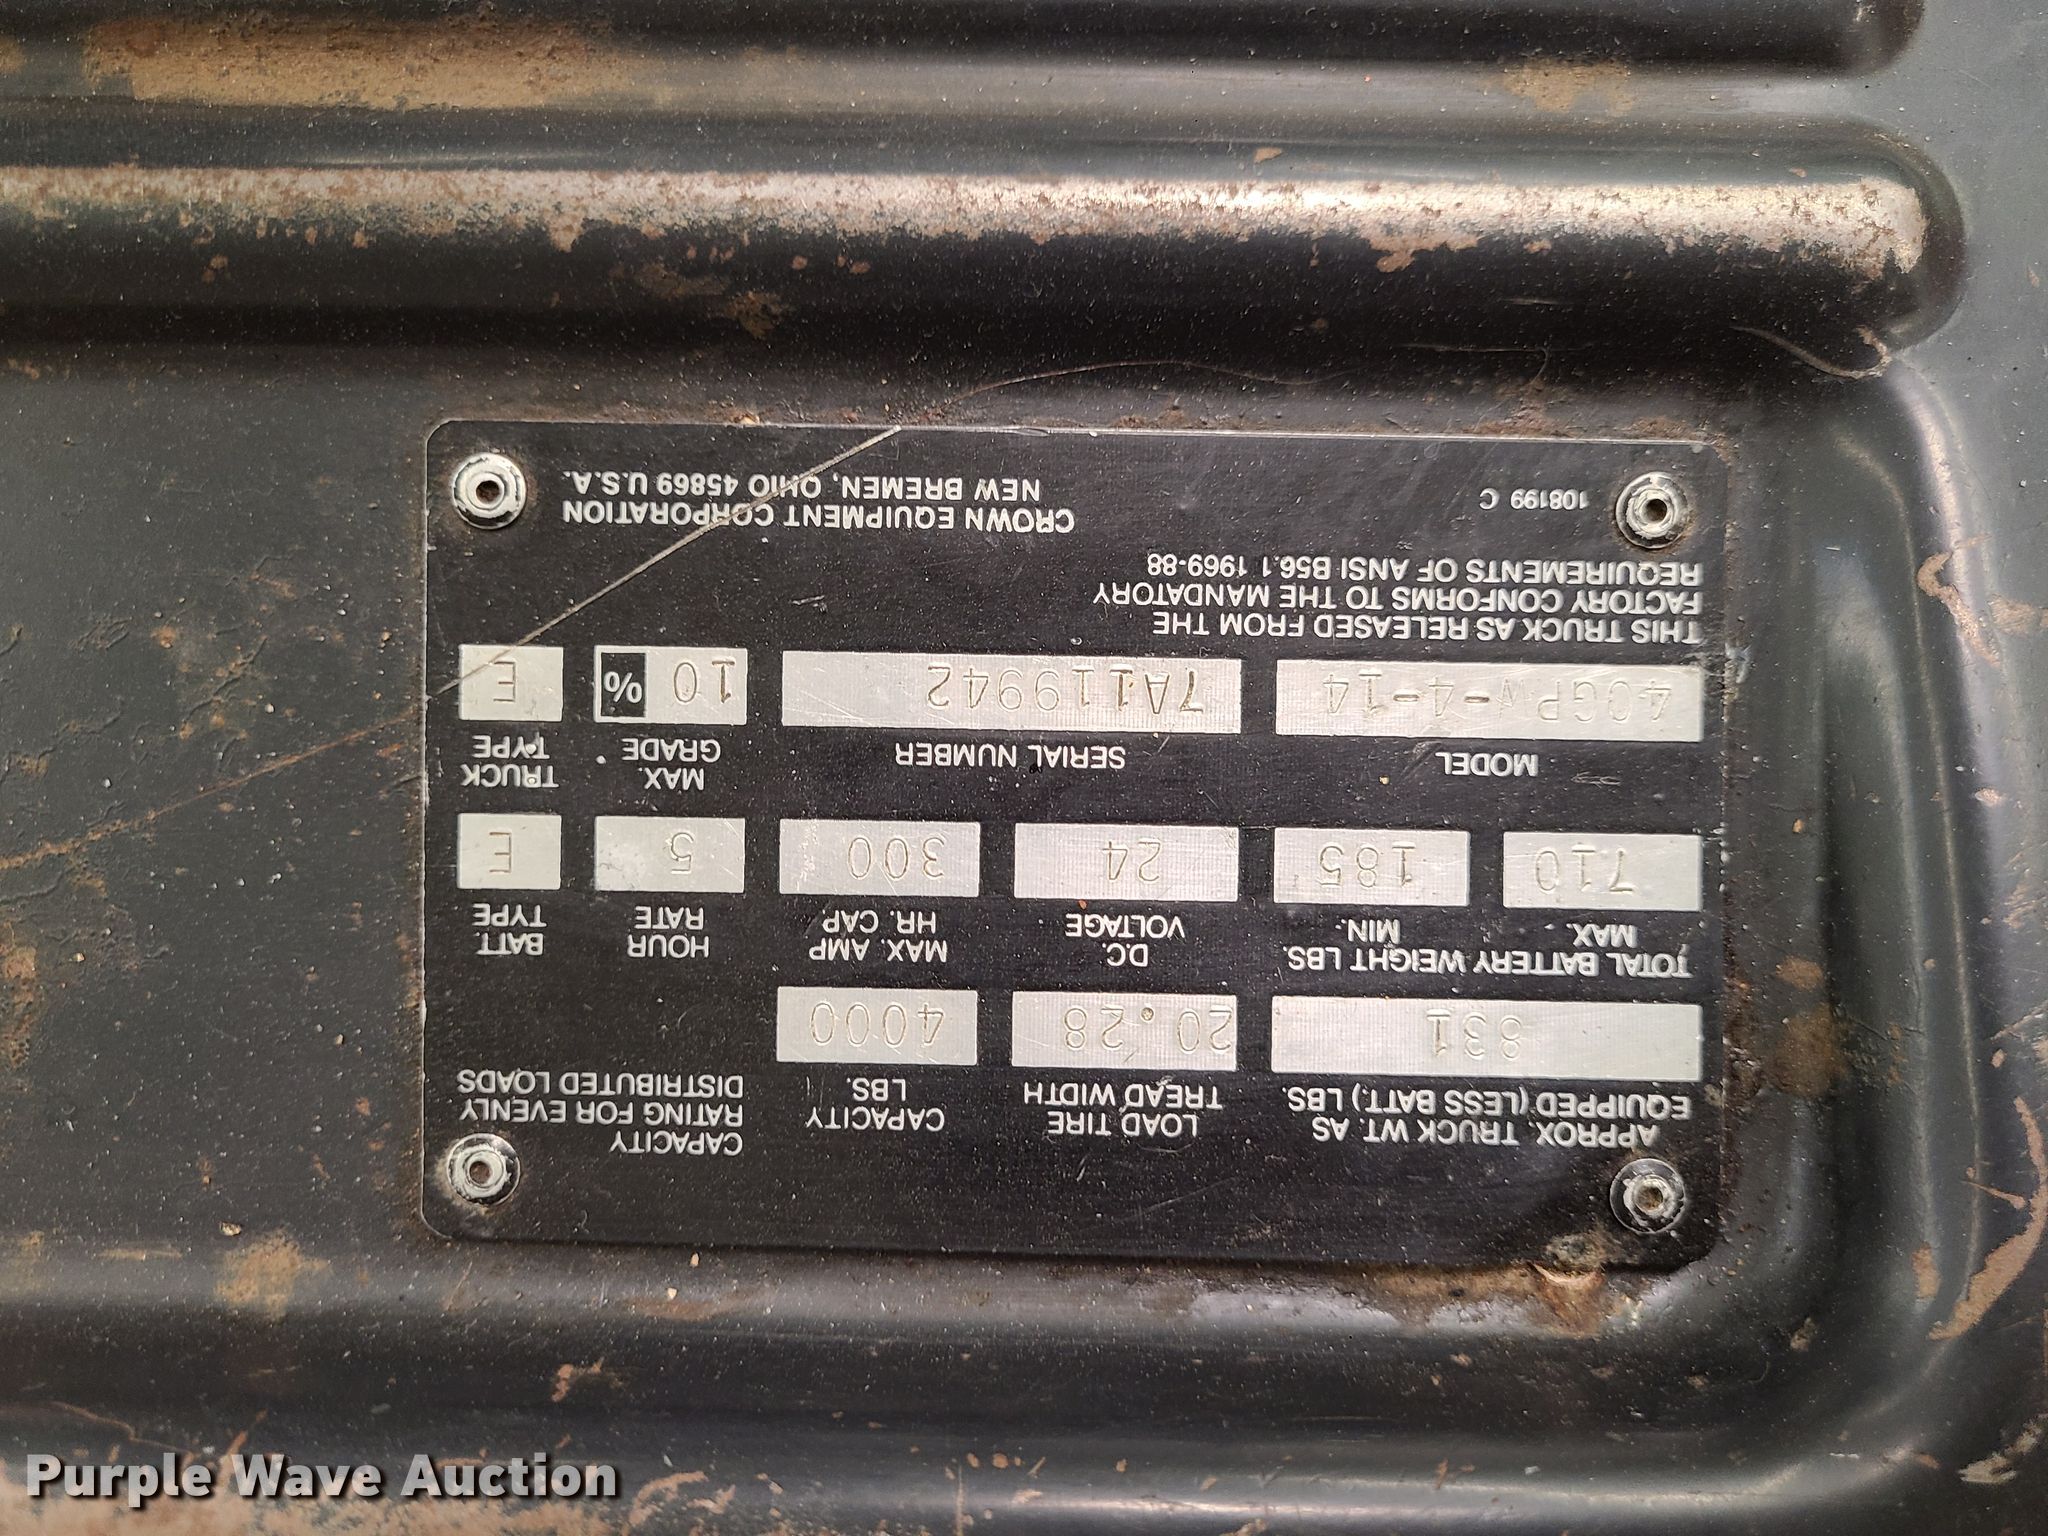 APPROX. TRUCK WT. AS
EQUIPPED (LESS BATT.) LBS.
831
LOAD TIRE
TREAD WIDTH
20.28
CAPACITY
LBS.
4000
CAPACITY
RATING FOR EVENLY
DISTRIBUTED LOADS
TOTAL BATTERY WEIGHT LBS.
MAX. MIN.
710 185
D.C.
VOLTAGE
24
MAX. AMP
HR. CAP.
300
HOUR
RATE
5
BATT.
TYPE
E
MODEL
40GPW-4-14
SERIAL NUMBER
7A119942
MAX.
GRADE
10 %
TRUCK
TYPE
E
THIS TRUCK AS RELEASED FROM THE
FACTORY CONFORMS TO THE MANDATORY
REQUIREMENTS OF ANSI B56.1 1969-88
108199 C
CROWN EQUIPMENT CORPORATION
NEW BREMEN, OHIO 45869 U.S.A.
Purple Wave Auction